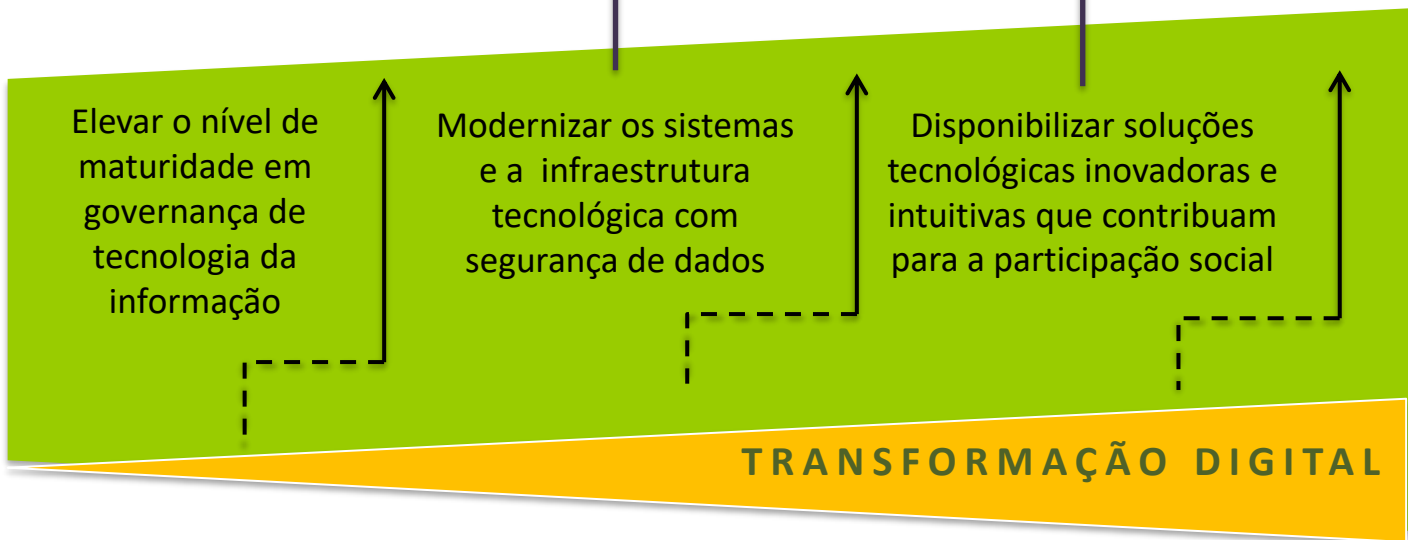 Elevar o nível de
maturidade em
governança de
tecnologia da
informação
Modernizar os sistemas
e a infraestrutura
tecnológica com
segurança de dados
Disponibilizar soluções
tecnológicas inovadoras e
intuitivas que contribuam
para a participação social
TRANSFORMAÇÃO DIGITAL